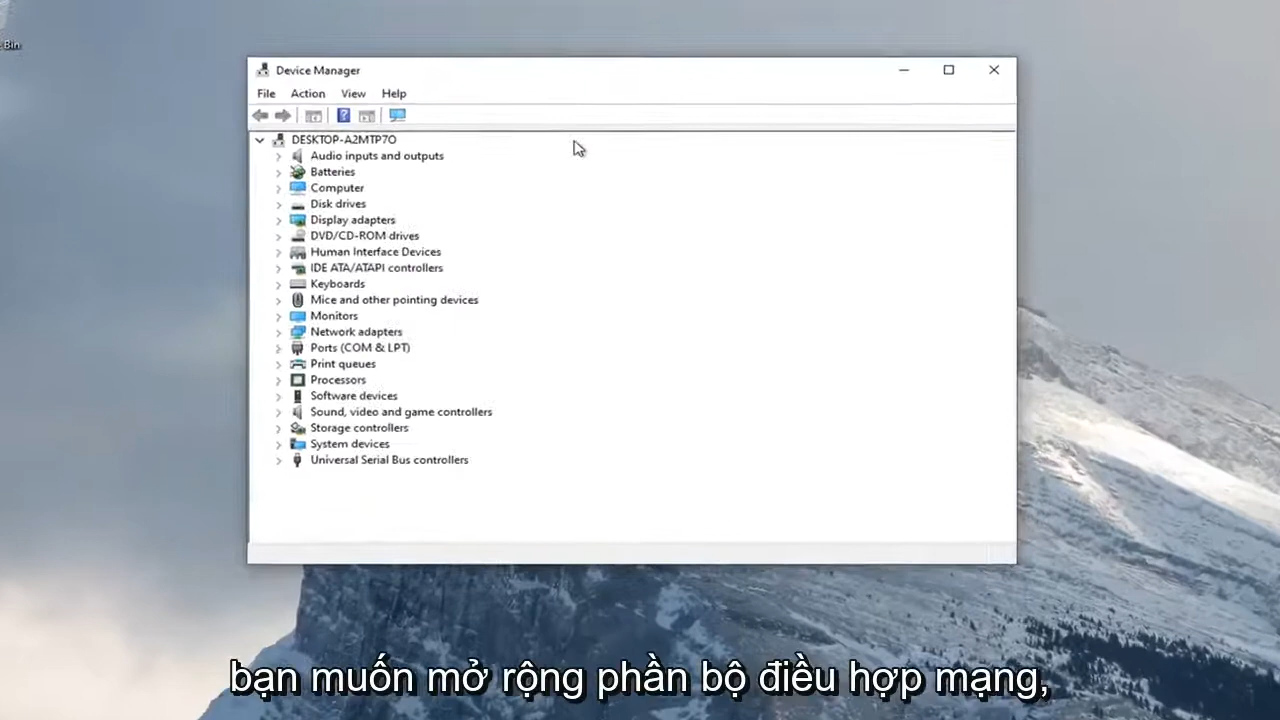 Bin
Device Manager
File Action View Help
DESKTOP-A2MTP7O
Audio inputs and outputs
Batteries
Computer
Disk drives
Display adapters
DVD/CD-ROM drives
Human Interface Devices
IDE ATA/ATAPI controllers
Keyboards
Mice and other pointing devices
Monitors
Network adapters
Ports (COM & LPT)
Print queues
Processors
Software devices
Sound, video and game controllers
Storage controllers
System devices
Universal Serial Bus controllers
bạn muốn mở rộng phần bộ điều hợp mạng,